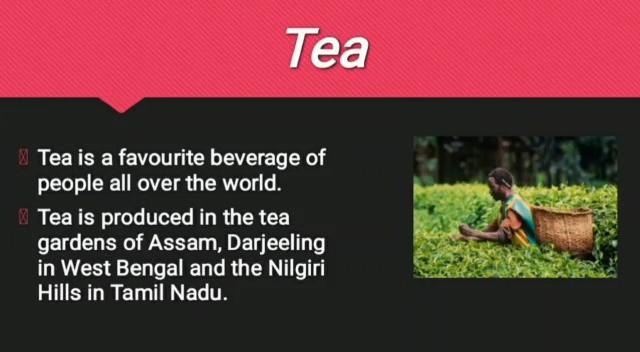 Tea
Tea is a favourite beverage of
people all over the world.
Tea is produced in the tea
gardens of Assam, Darjeeling
in West Bengal and the Nilgiri
Hills in Tamil Nadu.